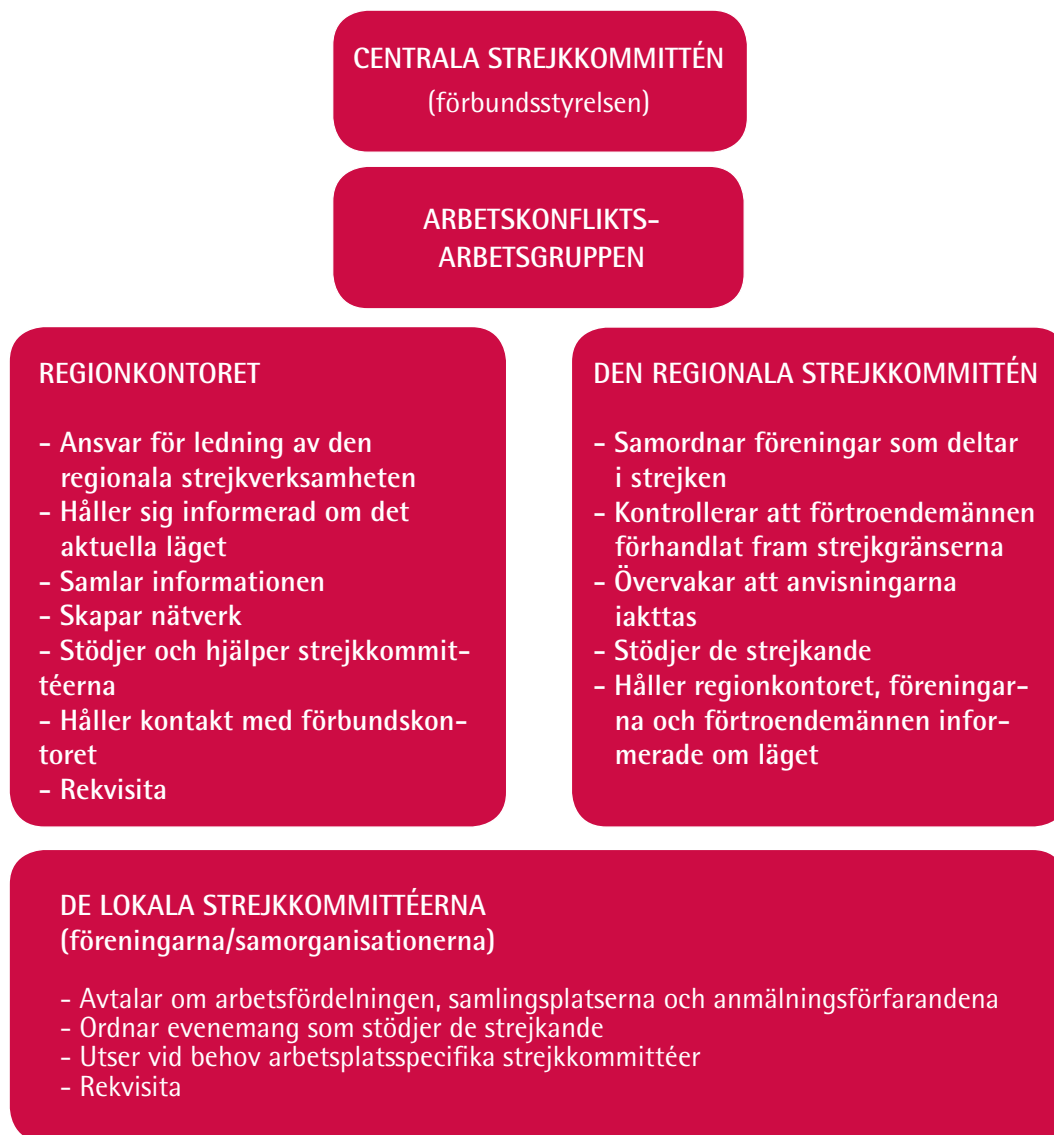 CENTRALA STREJKKOMMITTÉN
(förbundsstyrelsen)
ARBETSKONFLIKTS-
ARBETSGRUPPEN
REGIONKONTORET
- Ansvar för ledning av den
regionala strejkverksamheten
- Håller sig informerad om det
aktuella läget
- Samlar informationen
- Skapar nätverk
- Stödjer och hjälper strejkkommit-
téerna
- Håller kontakt med förbundskon-
toret
- Rekvisita
DEN REGIONALA STREJKKOMMITTÉN
- Samordnar föreningar som deltar
i strejken
- Kontrollerar att förtroendemännen
förhandlat fram strejkgränserna
- Övervakar att anvisningarna
iakttas
- Stödjer de strejkande
- Håller regionkontoret, föreningar-
na och förtroendemännen infor-
merade om läget
DE LOKALA STREJKKOMMITTÉERNA
(föreningarna/samorganisationerna)
- Avtalar om arbetsfördelningen, samlingsplatserna och anmälningsförfarandena
- Ordnar evenemang som stödjer de strejkande
- Utser vid behov arbetsplatsspecifika strejkkommittéer
- Rekvisita